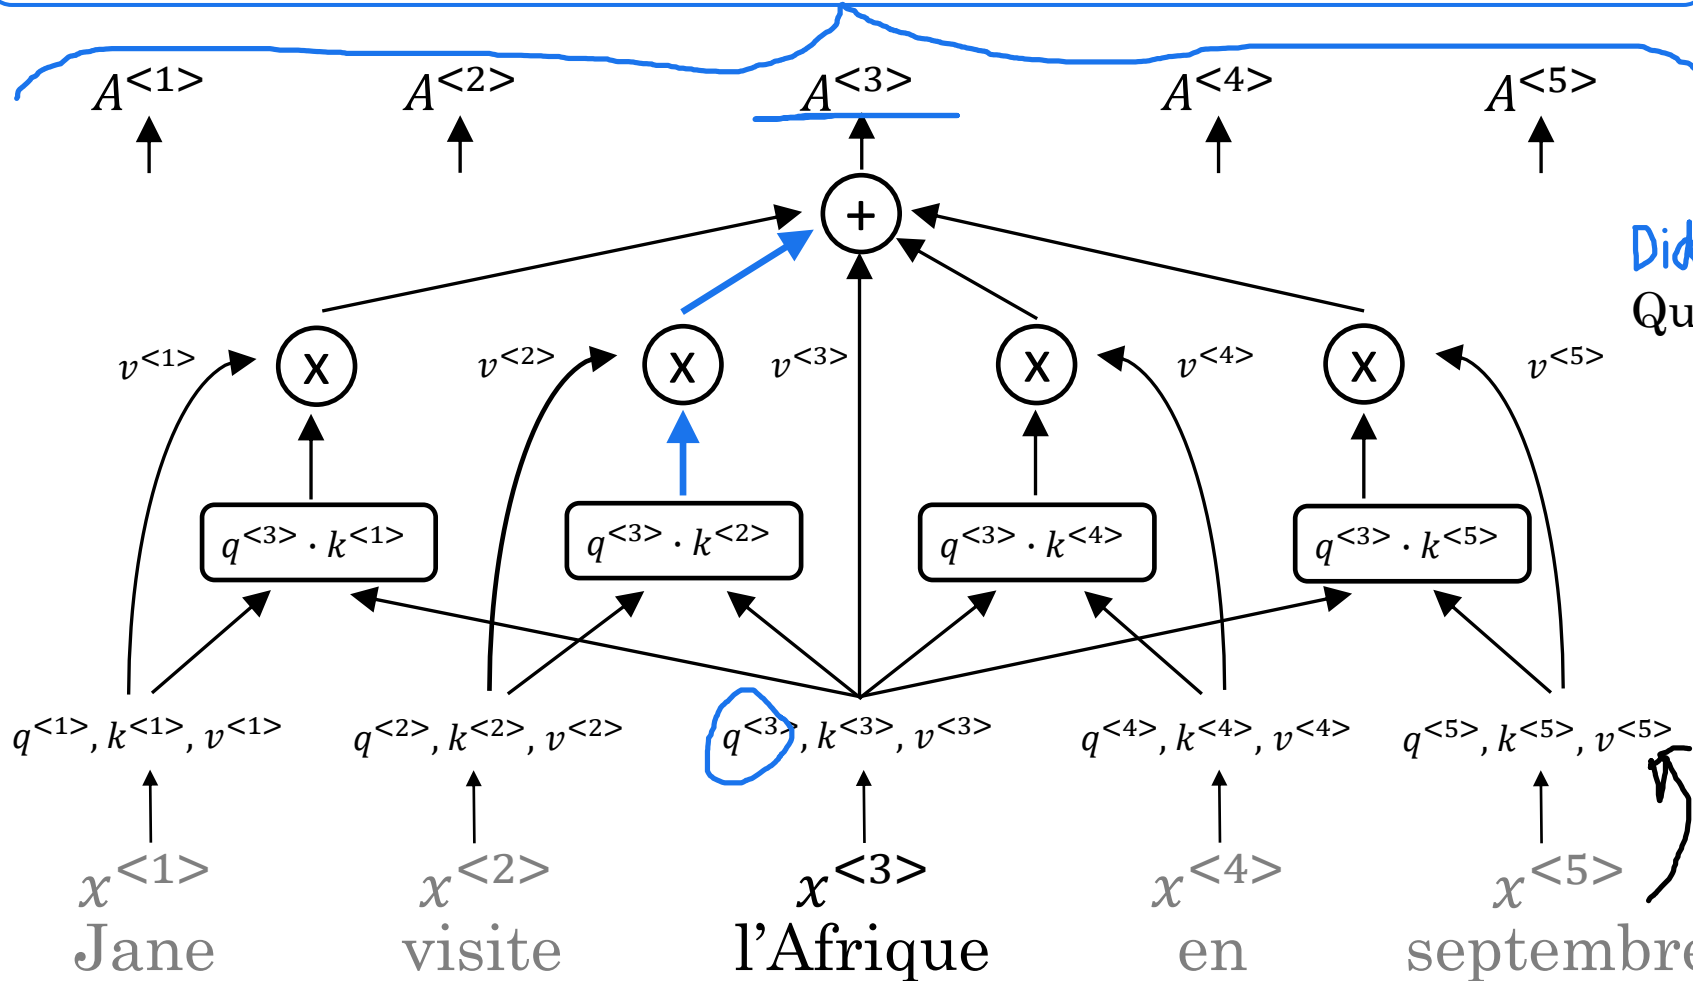 A<1> A<2> A<3> A<4> A<5>
+
Qu
v<1> x v<2> x v<3> x v<4> x v<5>
q<3> · k<1> q<3> · k<2> q<3> · k<4> q<3> · k<5>
q<1>, k<1>, v<1> q<2>, k<2>, v<2> q<3>, k<3>, v<3> q<4>, k<4>, v<4> q<5>, k<5>, v<5>
x<1> x<2> x<3> x<4> x<5>
Jane visite l’Afrique en septembre